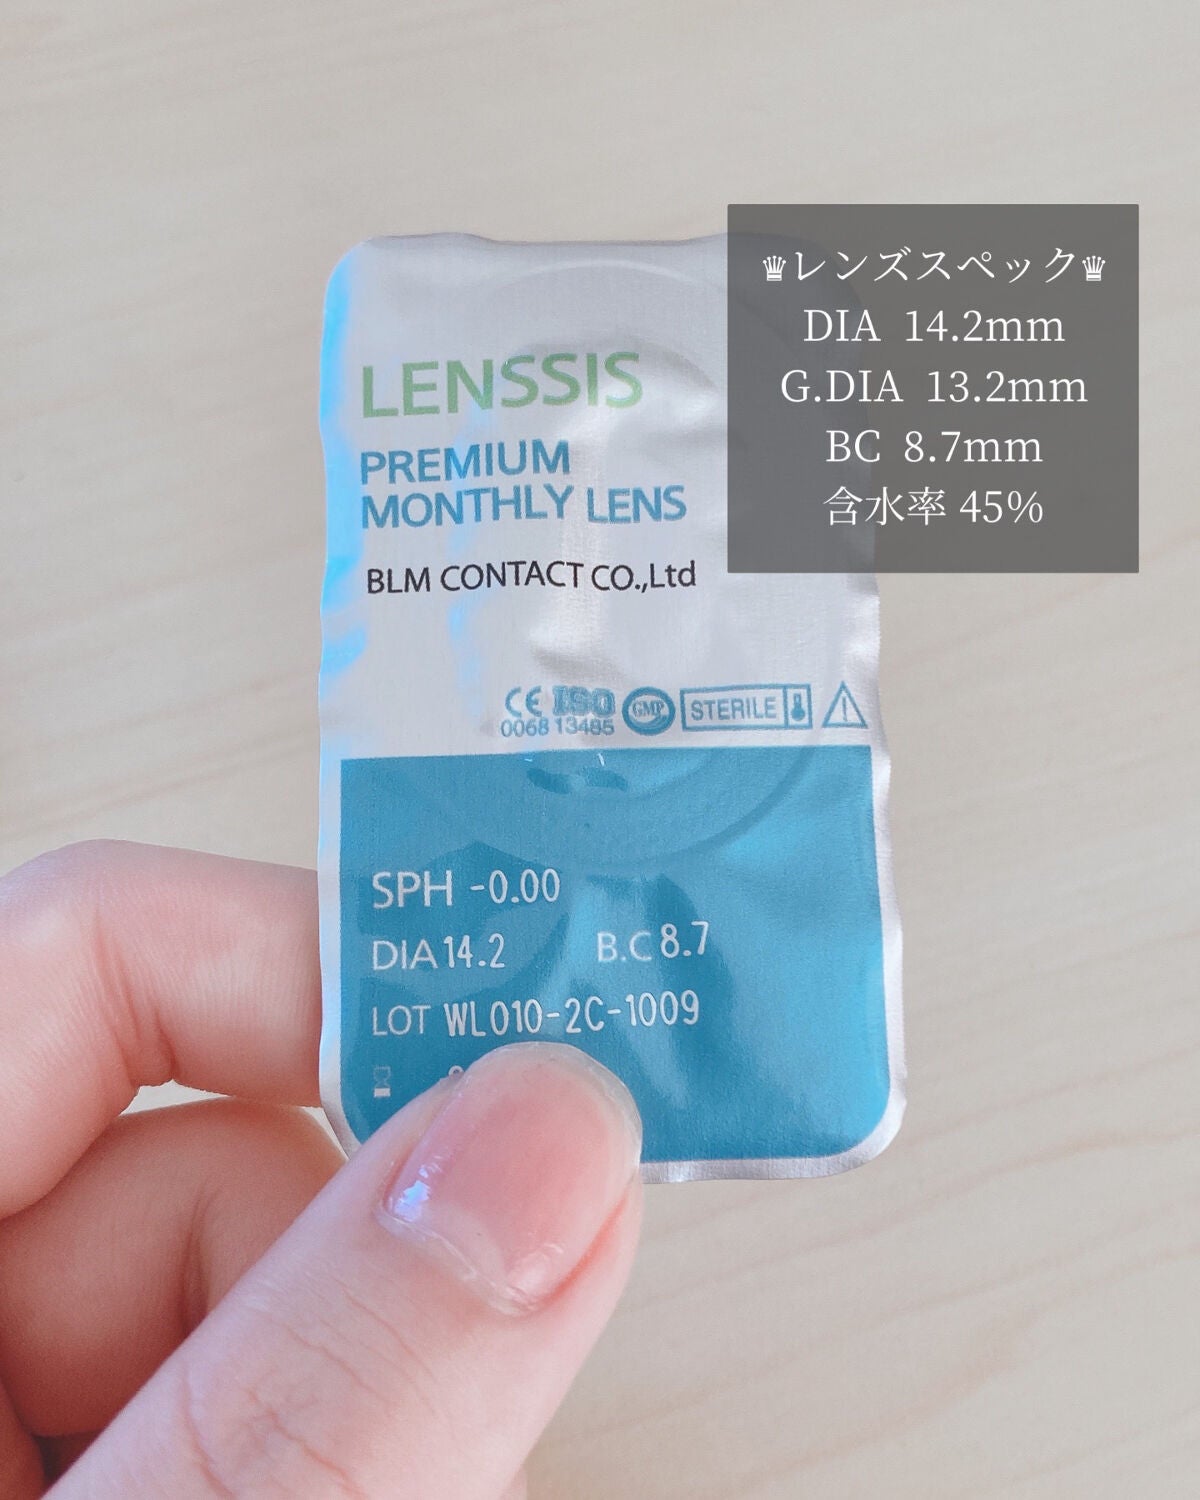 LENSSIS
PREMIUM
MONTHLY LENS
BLM CONTACT CO.,Ltd
CE ISO GMP STERILE
0068 13485
SPH -0.00
DIA 14.2 B.C 8.7
LOT WL010-2C-1009
♛レンズスペック♛
DIA 14.2mm
G.DIA 13.2mm
BC 8.7mm
含水率 45%